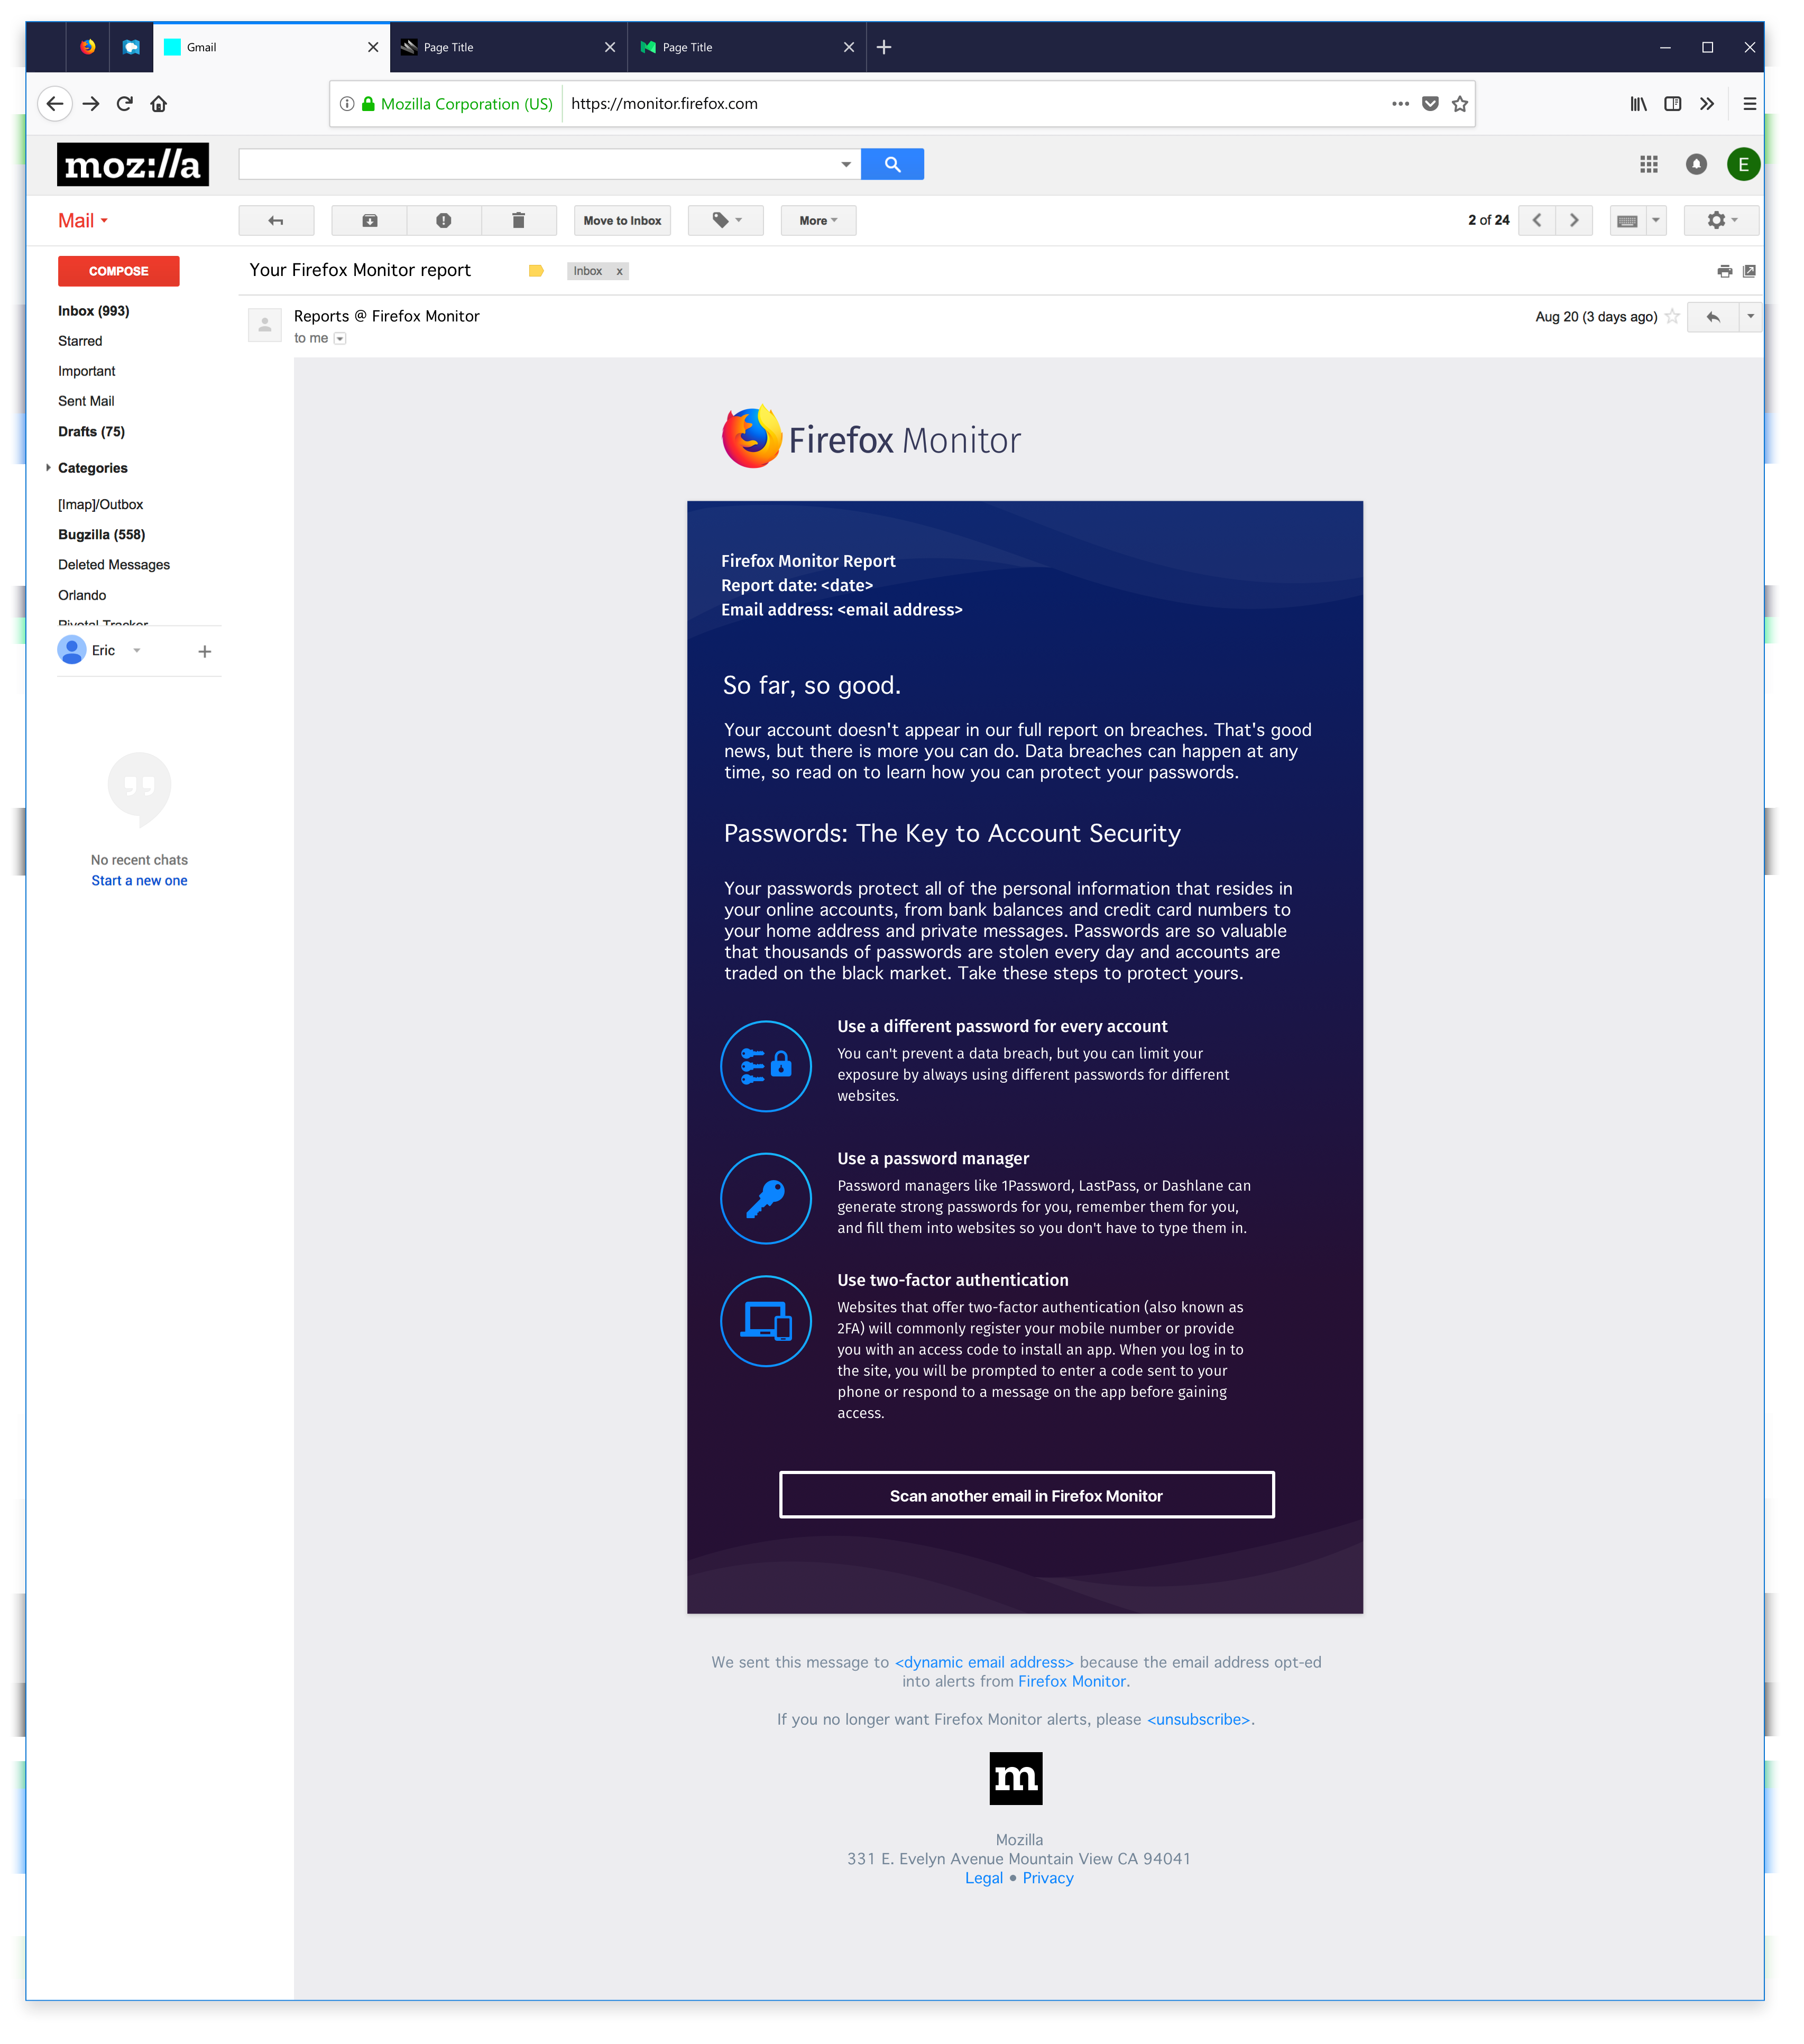 Gmail
Page Title
Page Title
Mozilla Corporation (US)
https://monitor.firefox.com
moz://a
E
Mail
Move to Inbox
More
2 of 24
COMPOSE
Your Firefox Monitor report
Inbox x
Inbox (993)
Starred
Important
Sent Mail
Drafts (75)
Categories
[Imap]/Outbox
Bugzilla (558)
Deleted Messages
Orlando
Pivotal Tracker
Eric
No recent chats
Start a new one
Reports @ Firefox Monitor
to me
Aug 20 (3 days ago)
Firefox Monitor
Firefox Monitor Report
Report date: <date>
Email address: <email address>
So far, so good.
Your account doesn't appear in our full report on breaches. That's good
news, but there is more you can do. Data breaches can happen at any
time, so read on to learn how you can protect your passwords.
Passwords: The Key to Account Security
Your passwords protect all of the personal information that resides in
your online accounts, from bank balances and credit card numbers to
your home address and private messages. Passwords are so valuable
that thousands of passwords are stolen every day and accounts are
traded on the black market. Take these steps to protect yours.
Use a different password for every account
You can't prevent a data breach, but you can limit your
exposure by always using different passwords for different
websites.
Use a password manager
Password managers like 1Password, LastPass, or Dashlane can
generate strong passwords for you, remember them for you,
and fill them into websites so you don't have to type them in.
Use two-factor authentication
Websites that offer two-factor authentication (also known as
2FA) will commonly register your mobile number or provide
you with an access code to install an app. When you log in to
the site, you will be prompted to enter a code sent to your
phone or respond to a message on the app before gaining
access.
Scan another email in Firefox Monitor
We sent this message to <dynamic email address> because the email address opt-ed
into alerts from Firefox Monitor.
If you no longer want Firefox Monitor alerts, please <unsubscribe>.
m
Mozilla
331 E. Evelyn Avenue Mountain View CA 94041
Legal • Privacy